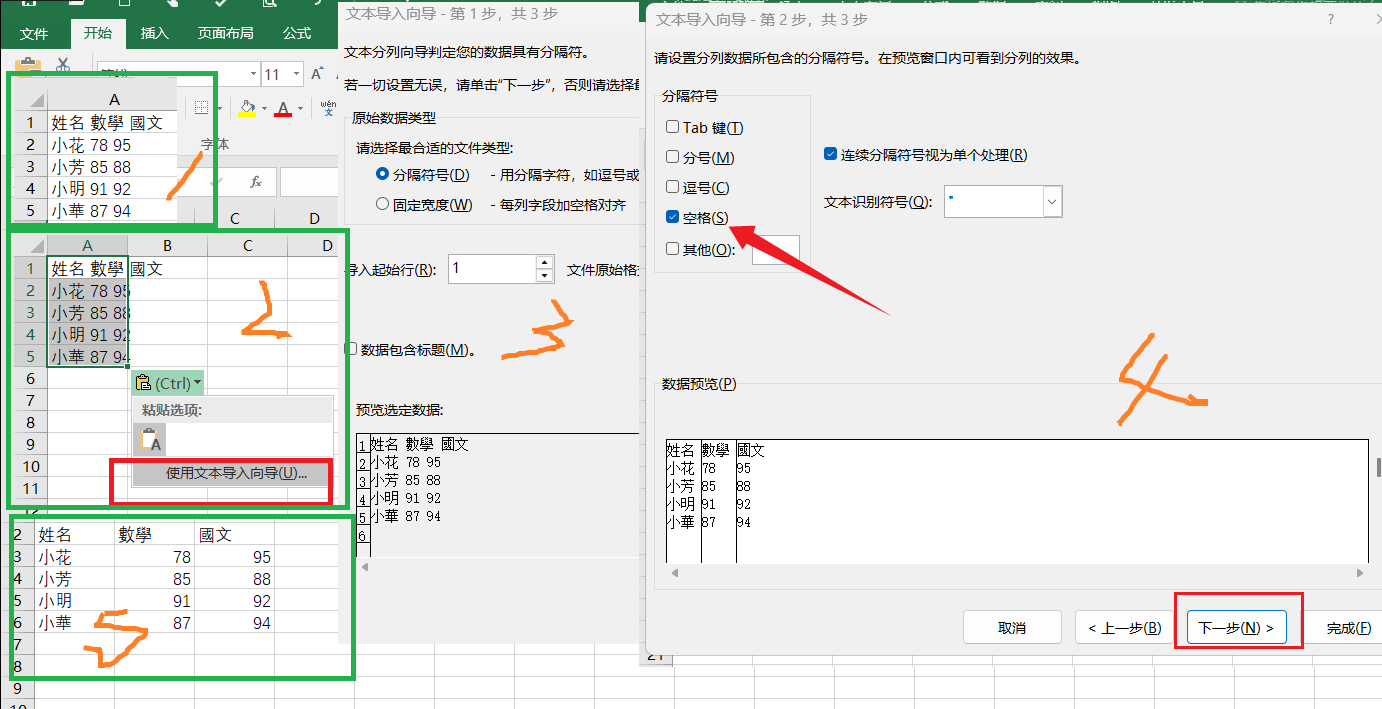 文件 开始 插入 页面布局 公式
11 A
wén
文
字体
fx
C D
A
1 姓名 數學 國文
2 小花 78 95
3 小芳 85 88
4 小明 91 92
5 小華 87 94
1
A B C D
1 姓名 數學 國文
2 小花 78 95
3 小芳 85 88
4 小明 91 92
5 小華 87 94
6
7
8
9
10
11
(Ctrl)
粘贴选项:
A
使用文本导入向导(U)...
2
2 姓名 數學 國文
3 小花 78 95
4 小芳 85 88
5 小明 91 92
6 小華 87 94
7
8
9
10
5
文本导入向导 - 第 1 步，共 3 步
文本分列向导判定您的数据具有分隔符。
若一切设置无误，请单击“下一步”，否则请选择
原始数据类型
请选择最合适的文件类型:
分隔符号(D) - 用分隔字符，如逗号或
固定宽度(W) - 每列字段加空格对齐
导入起始行(R): 1 文件原始格
数据包含标题(M)。
3
预览选定数据:
1 姓名 數學 國文
2 小花 78 95
3 小芳 85 88
4 小明 91 92
5 小華 87 94
6
文本导入向导 - 第 2 步，共 3 步 ?
请设置分列数据所包含的分隔符号。在预览窗口内可看到分列的效果。
分隔符号
Tab 键(T)
分号(M)
逗号(C)
空格(S)
其他(O):
连续分隔符号视为单个处理(R)
文本识别符号(Q): "
4
数据预览(P)
姓名 數學 國文
小花 78 95
小芳 85 88
小明 91 92
小華 87 94
取消 < 上一步(B) 下一步(N) > 完成(F)
21